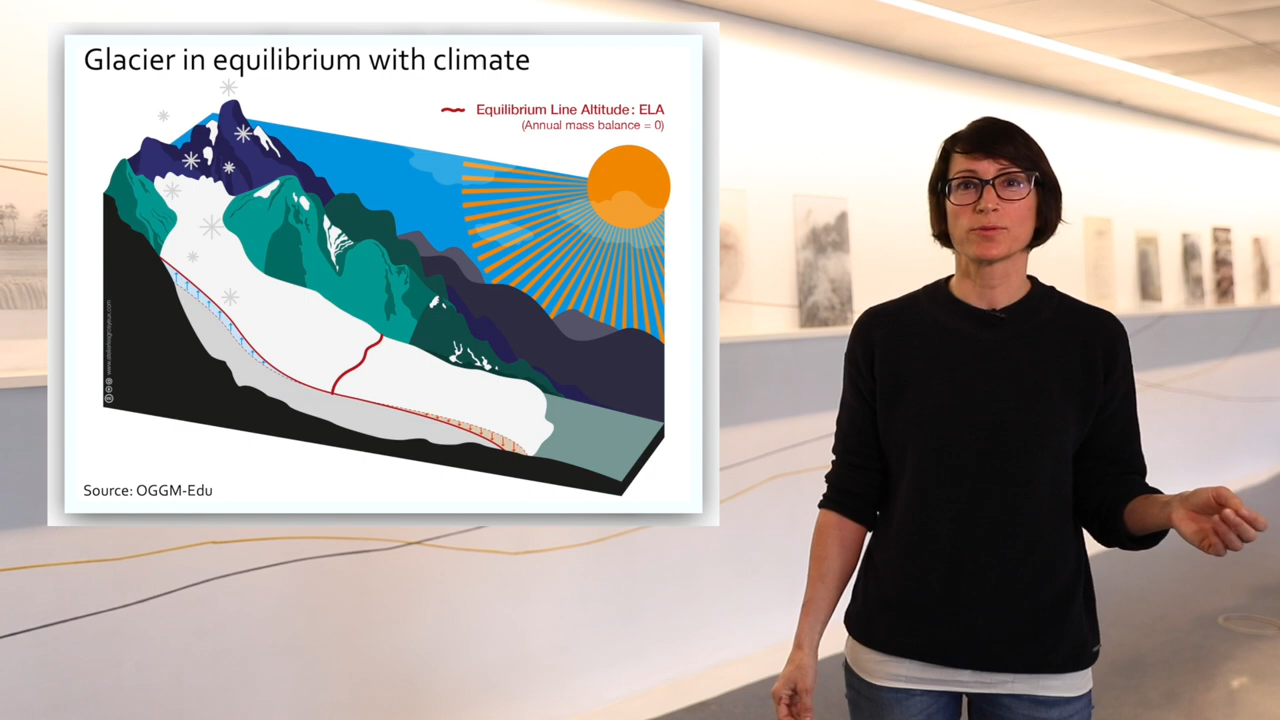 Glacier in equilibrium with climate
Equilibrium Line Altitude: ELA
(Annual mass balance = 0)
Source: OGGM-Edu